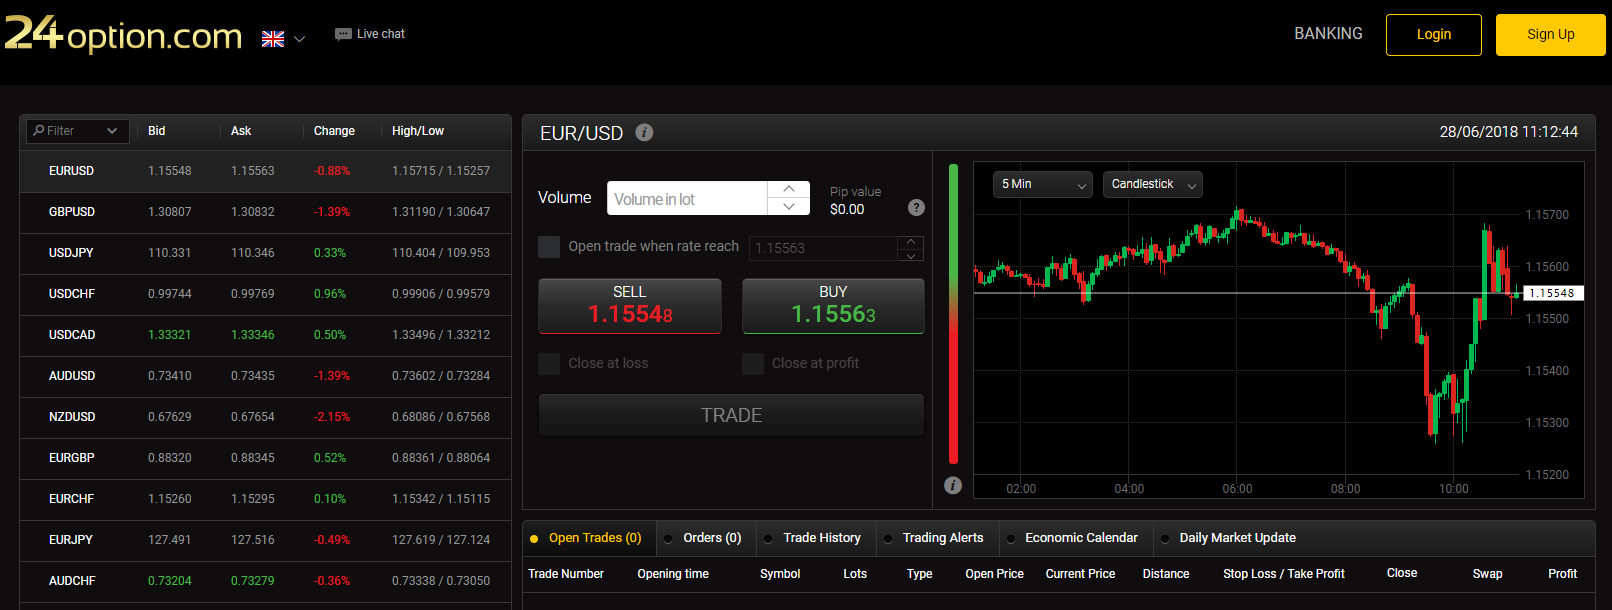 24option.com
Live chat
BANKING
Login
Sign Up
Filter Bid Ask Change High/Low
EURUSD 1.15548 1.15563 -0.88% 1.15715 / 1.15257
GBPUSD 1.30807 1.30832 -1.39% 1.31190 / 1.30647
USDJPY 110.331 110.346 0.33% 110.404 / 109.953
USDCHF 0.99744 0.99769 0.96% 0.99906 / 0.99579
USDCAD 1.33321 1.33346 0.50% 1.33496 / 1.33212
AUDUSD 0.73410 0.73435 -1.39% 0.73602 / 0.73284
NZDUSD 0.67629 0.67654 -2.15% 0.68086 / 0.67568
EURGBP 0.88320 0.88345 0.52% 0.88361 / 0.88064
EURCHF 1.15260 1.15295 0.10% 1.15342 / 1.15115
EURJPY 127.491 127.516 -0.49% 127.619 / 127.124
AUDCHF 0.73204 0.73279 -0.36% 0.73338 / 0.73050
EUR/USD i
28/06/2018 11:12:44
Volume
Volume in lot
Pip value
$0.00
?
Open trade when rate reach 1.15563
SELL
1.15548
BUY
1.15563
Close at loss
Close at profit
TRADE
i
5 Min
Candlestick
1.15700
1.15600
1.15548
1.15500
1.15400
1.15300
1.15200
02:00 04:00 06:00 08:00 10:00
Open Trades (0) Orders (0) Trade History Trading Alerts Economic Calendar Daily Market Update
Trade Number Opening time Symbol Lots Type Open Price Current Price Distance Stop Loss / Take Profit Close Swap Profit